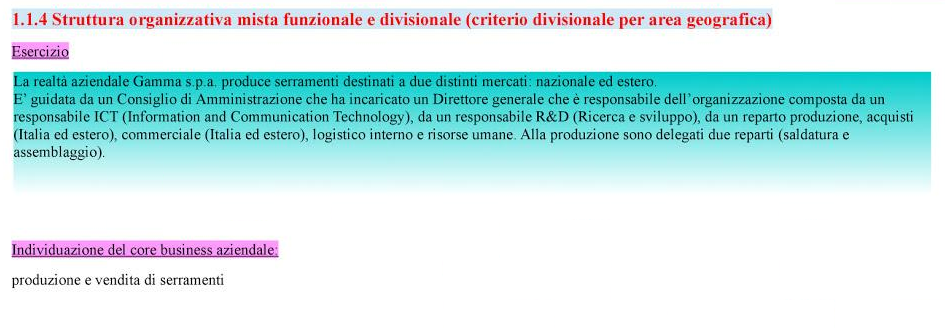 1.1.4 Struttura organizzativa mista funzionale e divisionale (criterio divisionale per area geografica)
Esercizio
La realtà aziendale Gamma s.p.a. produce serramenti destinati a due distinti mercati: nazionale ed estero.
E' guidata da un Consiglio di Amministrazione che ha incaricato un Direttore generale che è responsabile dell'organizzazione composta da un
responsabile ICT (Information and Communication Technology), da un responsabile R&D (Ricerca e sviluppo), da un reparto produzione, acquisti
(Italia ed estero), commerciale (Italia ed estero), logistico interno e risorse umane. Alla produzione sono delegati due reparti (saldatura e
assemblaggio).
Individuazione del core business aziendale:
produzione e vendita di serramenti